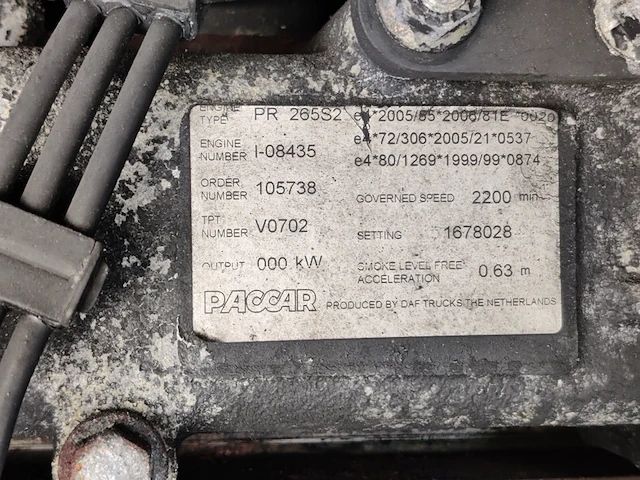 ENGINE TYPE PR 265S2 e4*2005/55*2006/81E*0020
e4*72/306*2005/21*0537
ENGINE NUMBER I-08435
e4*80/1269*1999/99*0874
ORDER NUMBER 105738
GOVERNED SPEED 2200 min
TPT NUMBER V0702
SETTING 1678028
OUTPUT 000 kW
SMOKE LEVEL FREE ACCELERATION 0.63 m
PACCAR PRODUCED BY DAF TRUCKS THE NETHERLANDS